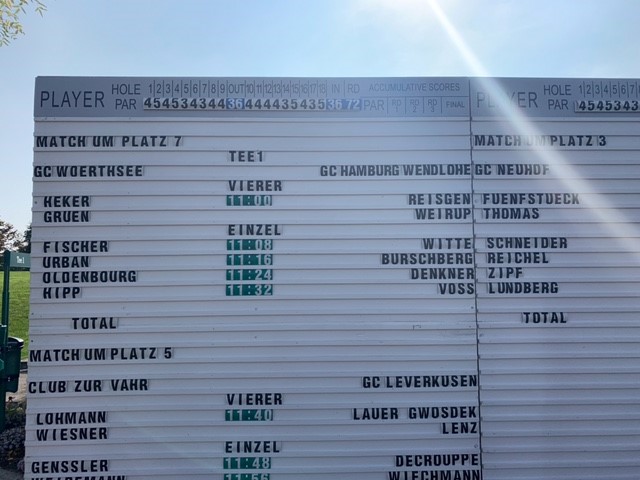 PLAYER HOLE 1 2 3 4 5 6 7 8 9 OUT 10 11 12 13 14 15 16 17 18 IN RD ACCUMULATIVE SCORES PLAYER HOLE 1 2 3 4 5 6 7
PAR 4 5 4 5 3 4 3 4 4 36 4 4 4 4 3 5 4 3 5 36 72 PAR FINAL PAR 4 5 4 5 3 4 3
MATCH UM PLATZ 7 MATCH UM PLATZ 3
TEE1
GC WOERTHSEE GC HAMBURG WENDLOHE GC NEUHOF
VIERER
HEKER 11:00 REISGEN FUENFSTUECK
GRUEN WEIRUP THOMAS
EINZEL
FISCHER 11:08 WITTE SCHNEIDER
URBAN 11:16 BURSCHBERG REICHEL
OLDENBOURG 11:24 DENKNER ZIPF
HIPP 11:32 VOSS LUNDBERG
TOTAL TOTAL
MATCH UM PLATZ 5
CLUB ZUR VAHR GC LEVERKUSEN
VIERER
LOHMANN 11:40 LAUER GWOSDEK
WIESNER LENZ
EINZEL
GENSSLER 11:48 DECROUPPE
11:56 WIECHMANN